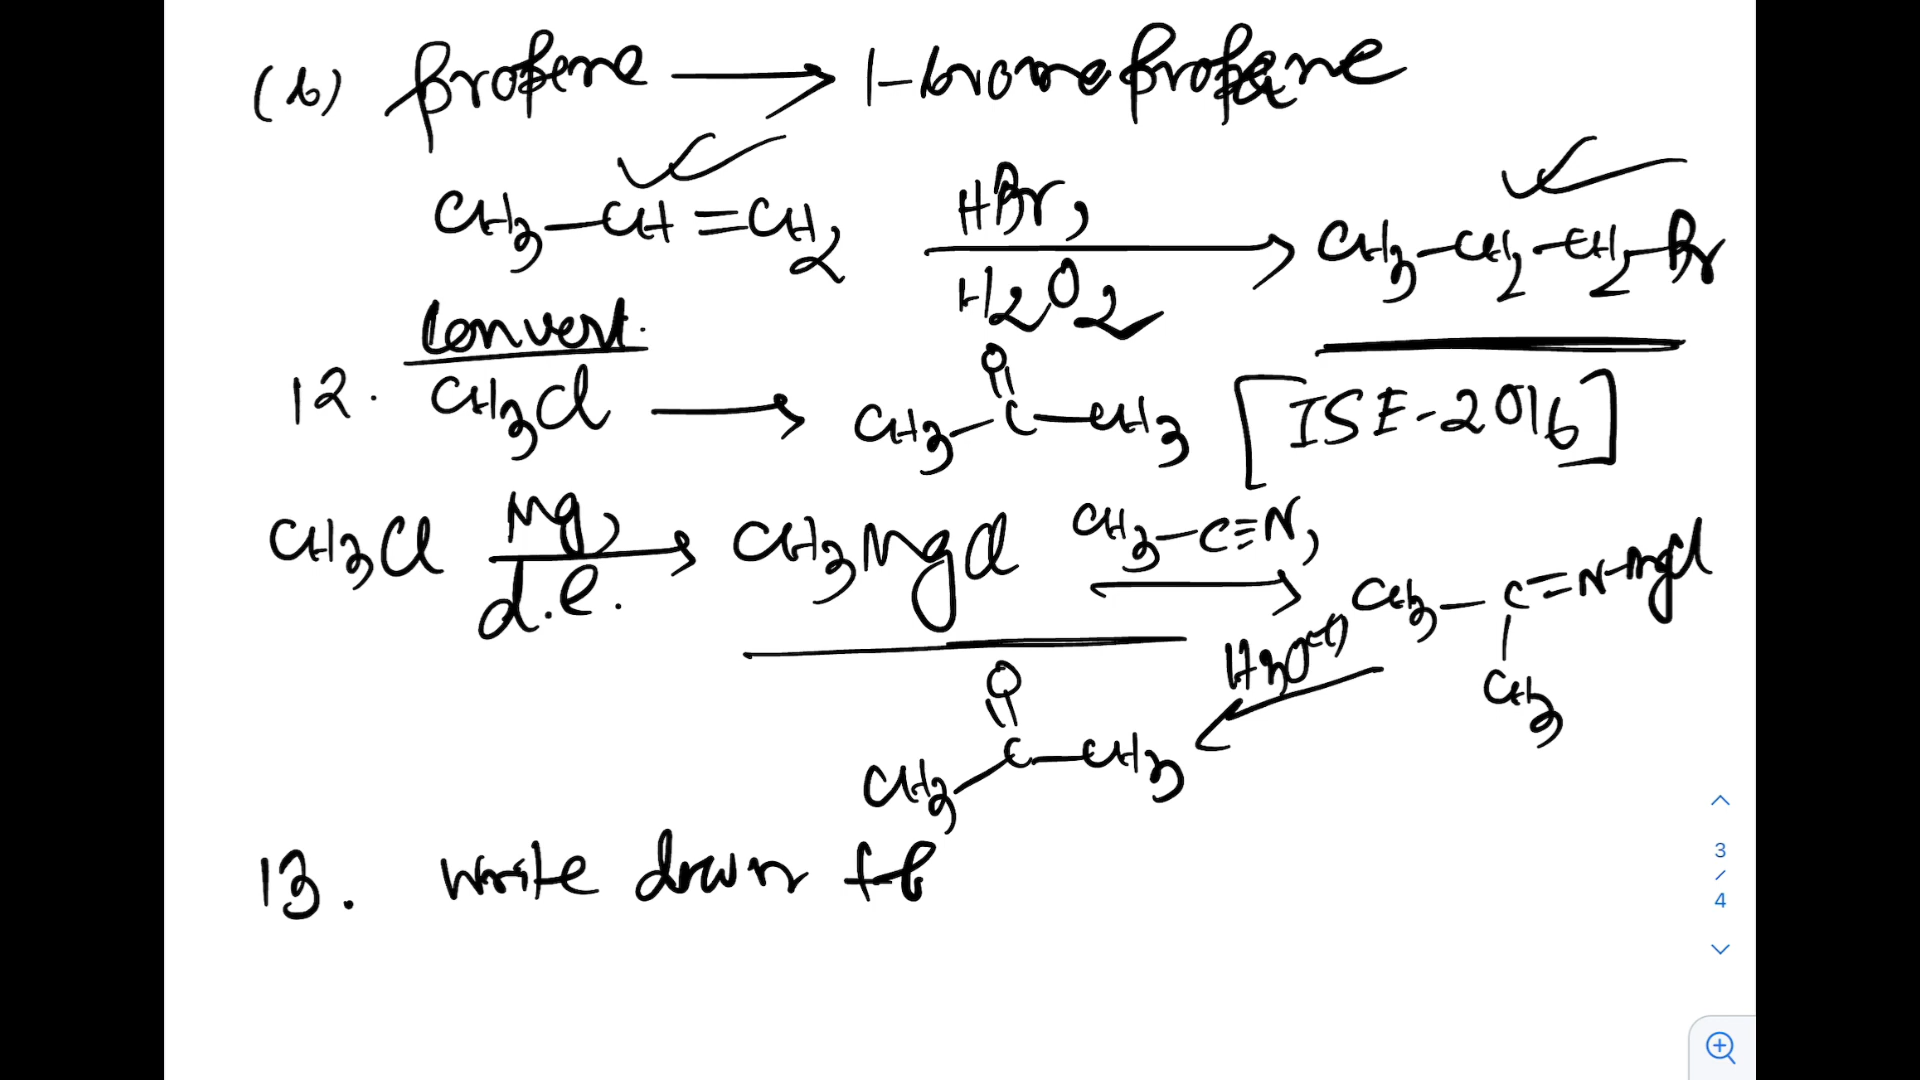 (b) propene → 1-bromopropane
CH3—CH=CH2 HBr, H2O2 → CH3—CH2—CH2—Br
Convert.
12. CH3Cl → CH3—C(=O)—CH3 [ISE-2016]
CH3Cl Mg, d.e. → CH3MgCl CH3—C≡N, → CH3—C(CH3)=N—MgCl
H3O(+)
CH3—C(=O)—CH3
13. Write down
3
/
4